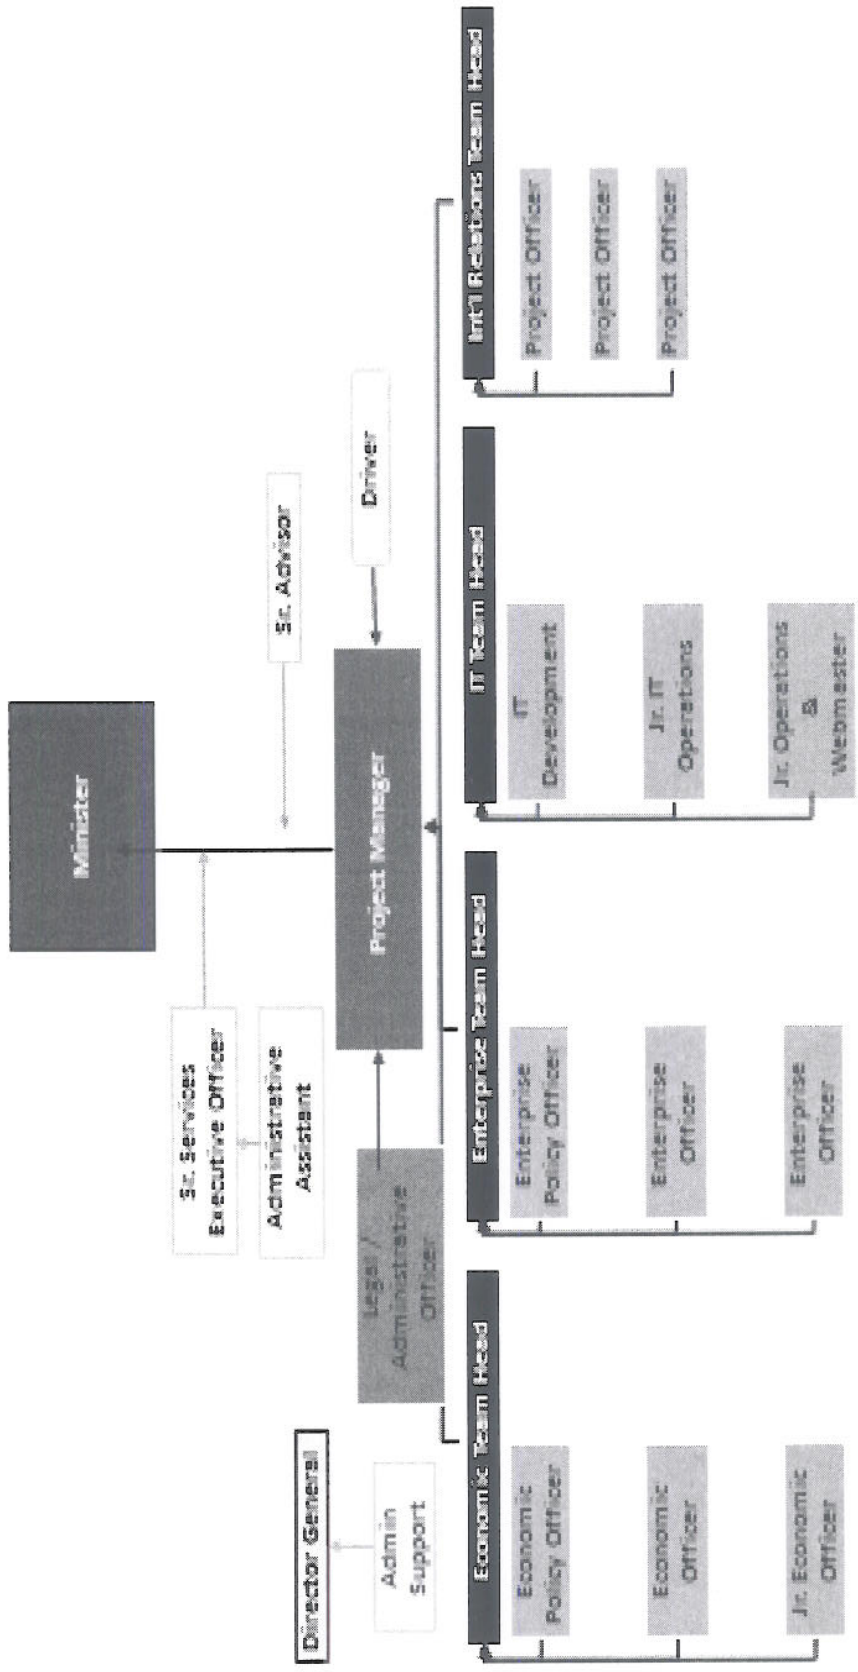 Minister
Sr. Services
Executive Officer
Sr. Advisor
Administrative
Assistant
Director General
Project Manager
Driver
Legal /
Administrative
Officer
Admin
Support
Economic Team Head
Enterprise Team Head
IT Team Head
Int'l Relations Team Head
Economic
Policy Officer
Enterprise
Policy Officer
IT
Development
Project Officer
Economic
Officer
Enterprise
Officer
Jr. IT
Operations
Project Officer
Jr. Economic
Officer
Enterprise
Officer
Jr. Operations
&
Webmaster
Project Officer